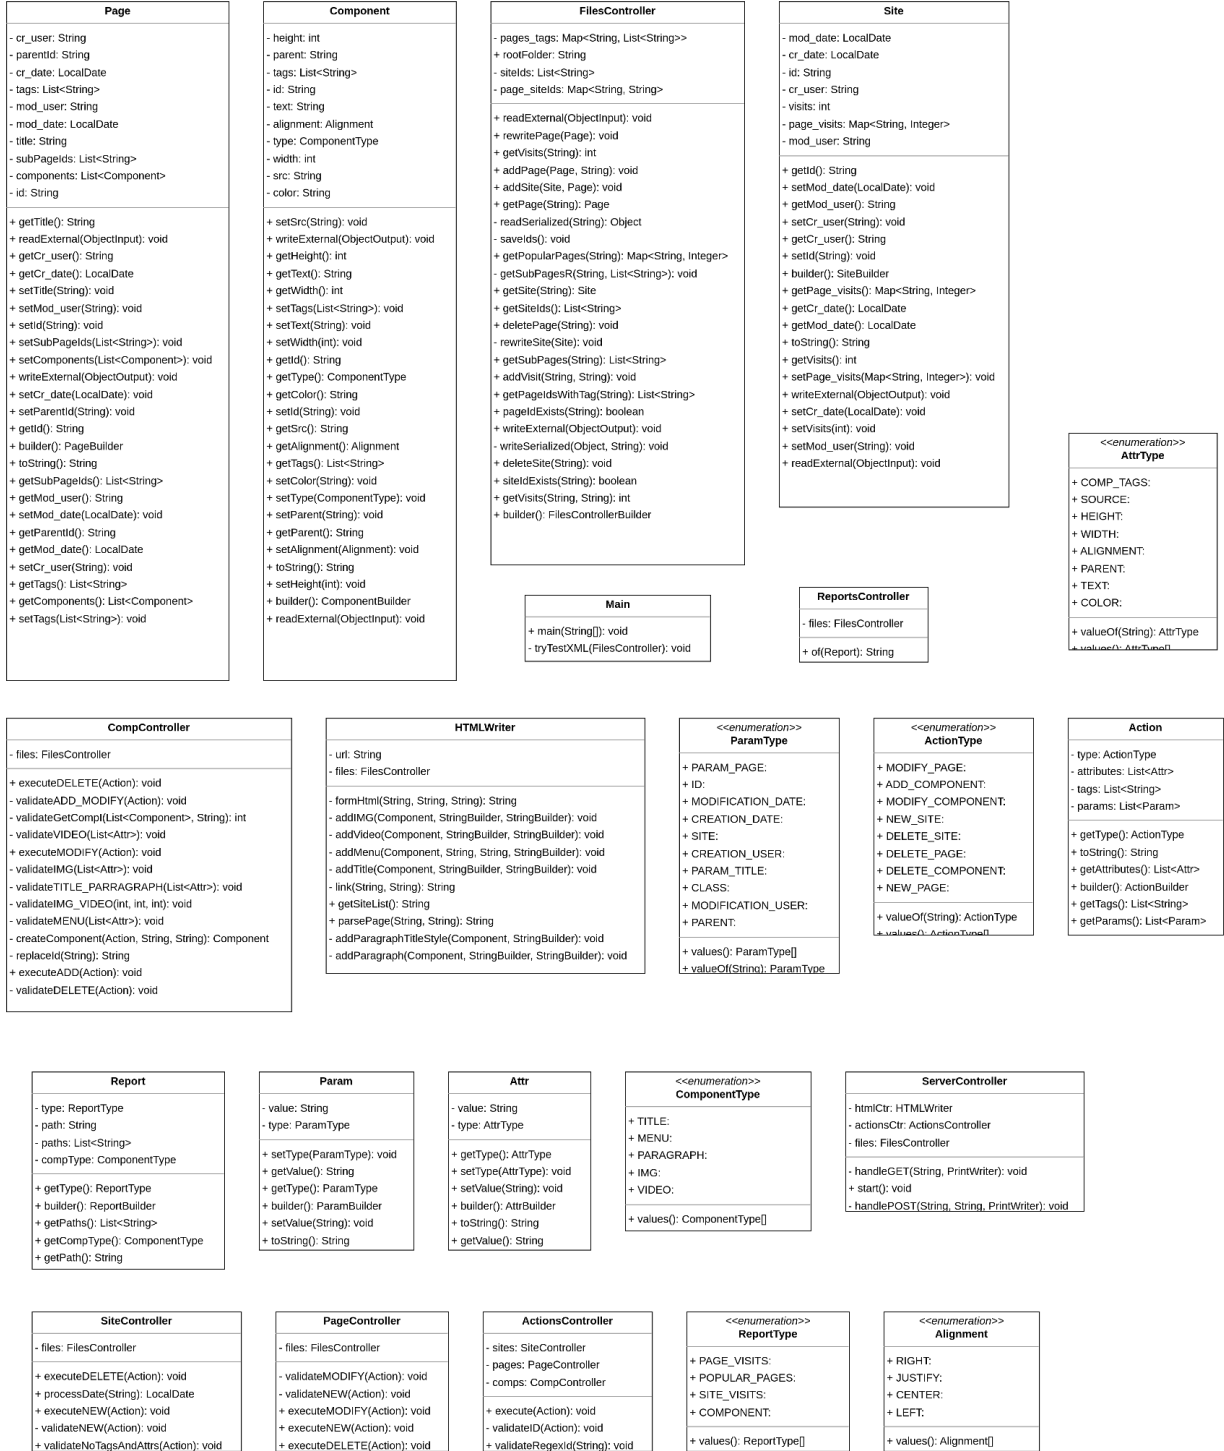 Page
- cr_user: String
- parentId: String
- cr_date: LocalDate
- tags: List<String>
- mod_user: String
- mod_date: LocalDate
- title: String
- subPageIds: List<String>
- components: List<Component>
- id: String
+ getTitle(): String
+ readExternal(ObjectInput): void
+ getCr_user(): String
+ getCr_date(): LocalDate
+ setTitle(String): void
+ setMod_user(String): void
+ setId(String): void
+ setSubPageIds(List<String>): void
+ setComponents(List<Component>): void
+ writeExternal(ObjectOutput): void
+ setCr_date(LocalDate): void
+ setParentId(String): void
+ getId(): String
+ builder(): PageBuilder
+ toString(): String
+ getSubPageIds(): List<String>
+ getMod_user(): String
+ setMod_date(LocalDate): void
+ getParentId(): String
+ getMod_date(): LocalDate
+ setCr_user(String): void
+ getTags(): List<String>
+ getComponents(): List<Component>
+ setTags(List<String>): void
Component
- height: int
- parent: String
- tags: List<String>
- id: String
- text: String
- alignment: Alignment
- type: ComponentType
- width: int
- src: String
- color: String
+ setSrc(String): void
+ writeExternal(ObjectOutput): void
+ getHeight(): int
+ getText(): String
+ getWidth(): int
+ setTags(List<String>): void
+ setText(String): void
+ setWidth(int): void
+ getId(): String
+ getType(): ComponentType
+ getColor(): String
+ setId(String): void
+ getSrc(): String
+ getAlignment(): Alignment
+ getTags(): List<String>
+ setColor(String): void
+ setType(ComponentType): void
+ setParent(String): void
+ getParent(): String
+ setAlignment(Alignment): void
+ toString(): String
+ setHeight(int): void
+ builder(): ComponentBuilder
+ readExternal(ObjectInput): void
FilesController
- pages_tags: Map<String, List<String>>
+ rootFolder: String
- siteIds: List<String>
- page_siteIds: Map<String, String>
+ readExternal(ObjectInput): void
+ rewritePage(Page): void
+ getVisits(String): int
+ addPage(Page, String): void
+ addSite(Site, Page): void
+ getPage(String): Page
- readSerialized(String): Object
- saveIds(): void
+ getPopularPages(String): Map<String, Integer>
- getSubPagesR(String, List<String>): void
+ getSite(String): Site
+ getSiteIds(): List<String>
+ deletePage(String): void
- rewriteSite(Site): void
+ getSubPages(String): List<String>
+ addVisit(String, String): void
+ getPageIdsWithTag(String): List<String>
+ pageIdExists(String): boolean
+ writeExternal(ObjectOutput): void
- writeSerialized(Object, String): void
+ deleteSite(String): void
+ siteIdExists(String): boolean
+ getVisits(String, String): int
+ builder(): FilesControllerBuilder
Site
- mod_date: LocalDate
- cr_date: LocalDate
- id: String
- cr_user: String
- visits: int
- page_visits: Map<String, Integer>
- mod_user: String
+ getId(): String
+ setMod_date(LocalDate): void
+ getMod_user(): String
+ setCr_user(String): void
+ getCr_user(): String
+ setId(String): void
+ builder(): SiteBuilder
+ getPage_visits(): Map<String, Integer>
+ getCr_date(): LocalDate
+ getMod_date(): LocalDate
+ toString(): String
+ getVisits(): int
+ setPage_visits(Map<String, Integer>): void
+ writeExternal(ObjectOutput): void
+ setCr_date(LocalDate): void
+ setVisits(int): void
+ setMod_user(String): void
+ readExternal(ObjectInput): void
<<enumeration>>
AttrType
+ COMP_TAGS:
+ SOURCE:
+ HEIGHT:
+ WIDTH:
+ ALIGNMENT:
+ PARENT:
+ TEXT:
+ COLOR:
+ valueOf(String): AttrType
+ values(): AttrType[]
Main
+ main(String[]): void
- tryTestXML(FilesController): void
ReportsController
- files: FilesController
+ of(Report): String
CompController
- files: FilesController
+ executeDELETE(Action): void
- validateADD_MODIFY(Action): void
- validateGetCompI(List<Component>, String): int
- validateVIDEO(List<Attr>): void
+ executeMODIFY(Action): void
- validateIMG(List<Attr>): void
- validateTITLE_PARRAGRAPH(List<Attr>): void
- validateIMG_VIDEO(int, int, int): void
- validateMENU(List<Attr>): void
- createComponent(Action, String, String): Component
- replaceId(String): String
+ executeADD(Action): void
- validateDELETE(Action): void
HTMLWriter
- url: String
- files: FilesController
- formHtml(String, String, String): String
- addIMG(Component, StringBuilder, StringBuilder): void
- addVideo(Component, StringBuilder, StringBuilder): void
- addMenu(Component, String, String, StringBuilder): void
- addTitle(Component, StringBuilder, StringBuilder): void
- link(String, String): String
+ getSiteList(): String
+ parsePage(String, String): String
- addParagraphTitleStyle(Component, StringBuilder): void
- addParagraph(Component, StringBuilder, StringBuilder): void
<<enumeration>>
ParamType
+ PARAM_PAGE:
+ ID:
+ MODIFICATION_DATE:
+ CREATION_DATE:
+ SITE:
+ CREATION_USER:
+ PARAM_TITLE:
+ CLASS:
+ MODIFICATION_USER:
+ PARENT:
+ values(): ParamType[]
+ valueOf(String): ParamType
<<enumeration>>
ActionType
+ MODIFY_PAGE:
+ ADD_COMPONENT:
+ MODIFY_COMPONENT:
+ NEW_SITE:
+ DELETE_SITE:
+ DELETE_PAGE:
+ DELETE_COMPONENT:
+ NEW_PAGE:
+ valueOf(String): ActionType
+ values(): ActionType[]
Action
- type: ActionType
- attributes: List<Attr>
- tags: List<String>
- params: List<Param>
+ getType(): ActionType
+ toString(): String
+ getAttributes(): List<Attr>
+ builder(): ActionBuilder
+ getTags(): List<String>
+ getParams(): List<Param>
Report
- type: ReportType
- path: String
- paths: List<String>
- compType: ComponentType
+ getType(): ReportType
+ builder(): ReportBuilder
+ getPaths(): List<String>
+ getCompType(): ComponentType
+ getPath(): String
Param
- value: String
- type: ParamType
+ setType(ParamType): void
+ getValue(): String
+ getType(): ParamType
+ builder(): ParamBuilder
+ setValue(String): void
+ toString(): String
Attr
- value: String
- type: AttrType
+ getType(): AttrType
+ setType(AttrType): void
+ setValue(String): void
+ builder(): AttrBuilder
+ toString(): String
+ getValue(): String
<<enumeration>>
ComponentType
+ TITLE:
+ MENU:
+ PARAGRAPH:
+ IMG:
+ VIDEO:
+ values(): ComponentType[]
ServerController
- htmlCtr: HTMLWriter
- actionsCtr: ActionsController
- files: FilesController
- handleGET(String, PrintWriter): void
+ start(): void
- handlePOST(String, String, PrintWriter): void
SiteController
- files: FilesController
+ executeDELETE(Action): void
+ processDate(String): LocalDate
+ executeNEW(Action): void
- validateNEW(Action): void
+ validateNoTagsAndAttrs(Action): void
PageController
- files: FilesController
- validateMODIFY(Action): void
- validateNEW(Action): void
+ executeMODIFY(Action): void
+ executeNEW(Action): void
+ executeDELETE(Action): void
ActionsController
- sites: SiteController
- pages: PageController
- comps: CompController
+ execute(Action): void
- validateID(Action): void
+ validateRegexId(String): void
<<enumeration>>
ReportType
+ PAGE_VISITS:
+ POPULAR_PAGES:
+ SITE_VISITS:
+ COMPONENT:
+ values(): ReportType[]
<<enumeration>>
Alignment
+ RIGHT:
+ JUSTIFY:
+ CENTER:
+ LEFT:
+ values(): Alignment[]